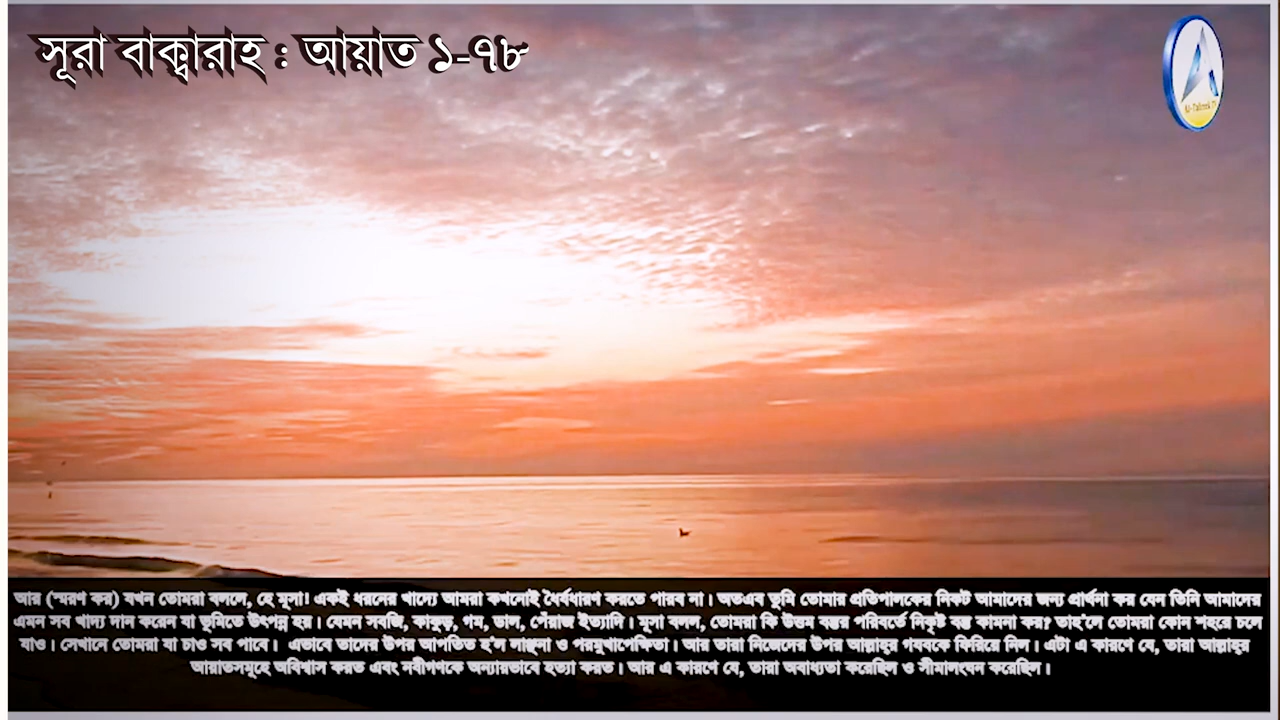 সূরা বাক্বারাহ : আয়াত ১-৭৮
At-Tahreek TV
আর (স্মরণ কর) যখন তোমরা বললে, হে মূসা! একই ধরনের খাদ্যে আমরা কখনোই ধৈর্যধারণ করতে পারব না। অতএব তুমি তোমার প্রতিপালকের নিকট আমাদের জন্য প্রার্থনা কর যেন তিনি আমাদের
এমন সব খাদ্য দান করেন যা ভূমিতে উৎপন্ন হয়। যেমন সবজি, কাকুড়, গম, ডাল, পেঁয়াজ ইত্যাদি। মূসা বলল, তোমরা কি উত্তম বস্তুর পরিবর্তে নিকৃষ্ট বস্তু কামনা কর? তাহ'লে তোমরা কোন শহরে চলে
যাও। সেখানে তোমরা যা চাও সব পাবে। এভাবে তাদের উপর আপতিত হ'ল লাঞ্ছনা ও পরমুখাপেক্ষিতা। আর তারা নিজেদের উপর আল্লাহ্‌র গযবকে ফিরিয়ে নিল। এটা এ কারণে যে, তারা আল্লাহ্‌র
আয়াতসমূহে অবিশ্বাস করত এবং নবীগণকে অন্যায়ভাবে হত্যা করত। আর এ কারণে যে, তারা অবাধ্যতা করেছিল ও সীমালংঘন করেছিল।